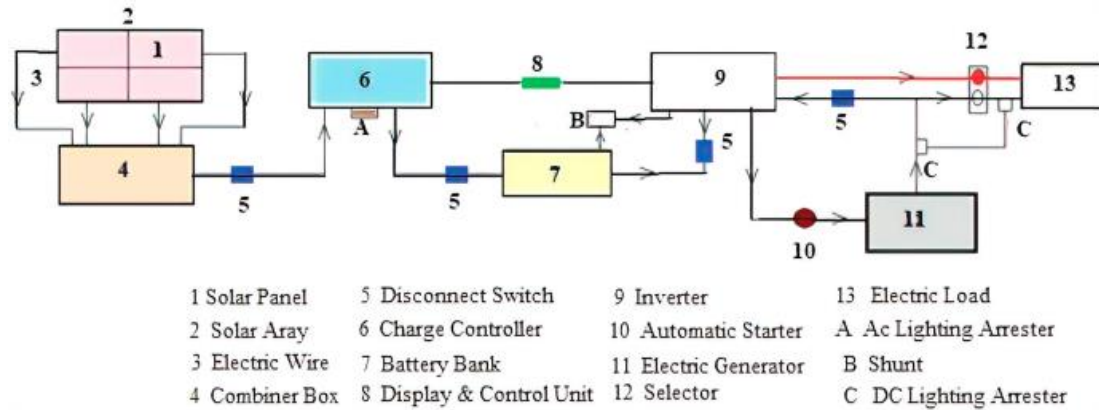 2
1
3
4
5
6
A
8
5
7
B
9
5
10
11
5
C
12
13
C
1 Solar Panel
2 Solar Aray
3 Electric Wire
4 Combiner Box
5 Disconnect Switch
6 Charge Controller
7 Battery Bank
8 Display & Control Unit
9 Inverter
10 Automatic Starter
11 Electric Generator
12 Selector
13 Electric Load
A Ac Lighting Arrester
B Shunt
C DC Lighting Arrester